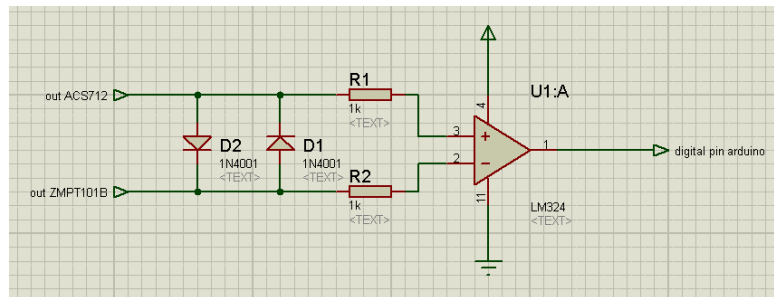 out ACS712
R1
1k
<TEXT>
U1:A
4
D2
1N4001
<TEXT>
D1
1N4001
<TEXT>
3
2
1
digital pin arduino
out ZMPT101B
R2
1k
<TEXT>
11
LM324
<TEXT>